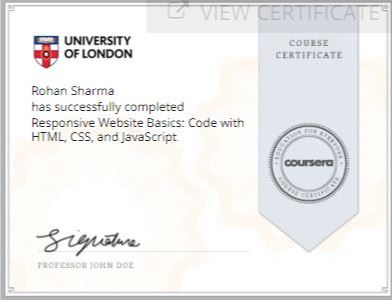 VIEW CERTIFICATE
UNIVERSITY
OF LONDON
COURSE
CERTIFICATE
Rohan Sharma
has successfully completed
Responsive Website Basics: Code with
HTML, CSS, and JavaScript
EDUCATION FOR EVERYONE
coursera
COURSE CERTIFICATE
Signature
PROFESSOR JOHN DOE